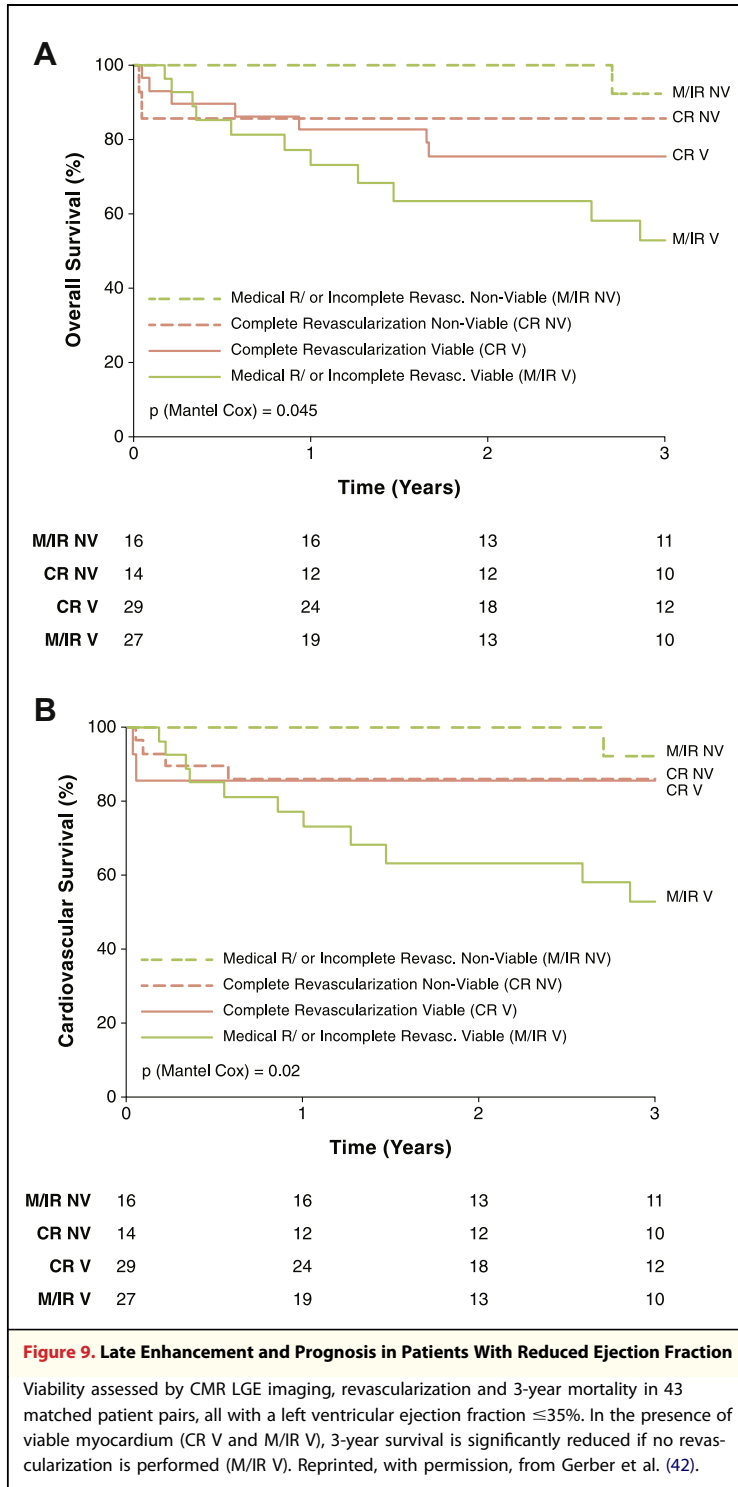 A
100
80
60
40
20
0
Overall Survival (%)
M/IR NV
CR NV
CR V
M/IR V
Medical R/ or Incomplete Revasc. Non-Viable (M/IR NV)
Complete Revascularization Non-Viable (CR NV)
Complete Revascularization Viable (CR V)
Medical R/ or Incomplete Revasc. Viable (M/IR V)
p (Mantel Cox) = 0.045
0 1 2 3
Time (Years)
M/IR NV 16 16 13 11
CR NV 14 12 12 10
CR V 29 24 18 12
M/IR V 27 19 13 10
B
100
80
60
40
20
0
Cardiovascular Survival (%)
M/IR NV
CR NV
CR V
M/IR V
Medical R/ or Incomplete Revasc. Non-Viable (M/IR NV)
Complete Revascularization Non-Viable (CR NV)
Complete Revascularization Viable (CR V)
Medical R/ or Incomplete Revasc. Viable (M/IR V)
p (Mantel Cox) = 0.02
0 1 2 3
Time (Years)
M/IR NV 16 16 13 11
CR NV 14 12 12 10
CR V 29 24 18 12
M/IR V 27 19 13 10
Figure 9. Late Enhancement and Prognosis in Patients With Reduced Ejection Fraction
Viability assessed by CMR LGE imaging, revascularization and 3-year mortality in 43
matched patient pairs, all with a left ventricular ejection fraction ≤35%. In the presence of
viable myocardium (CR V and M/IR V), 3-year survival is significantly reduced if no revas-
cularization is performed (M/IR V). Reprinted, with permission, from Gerber et al. (42).